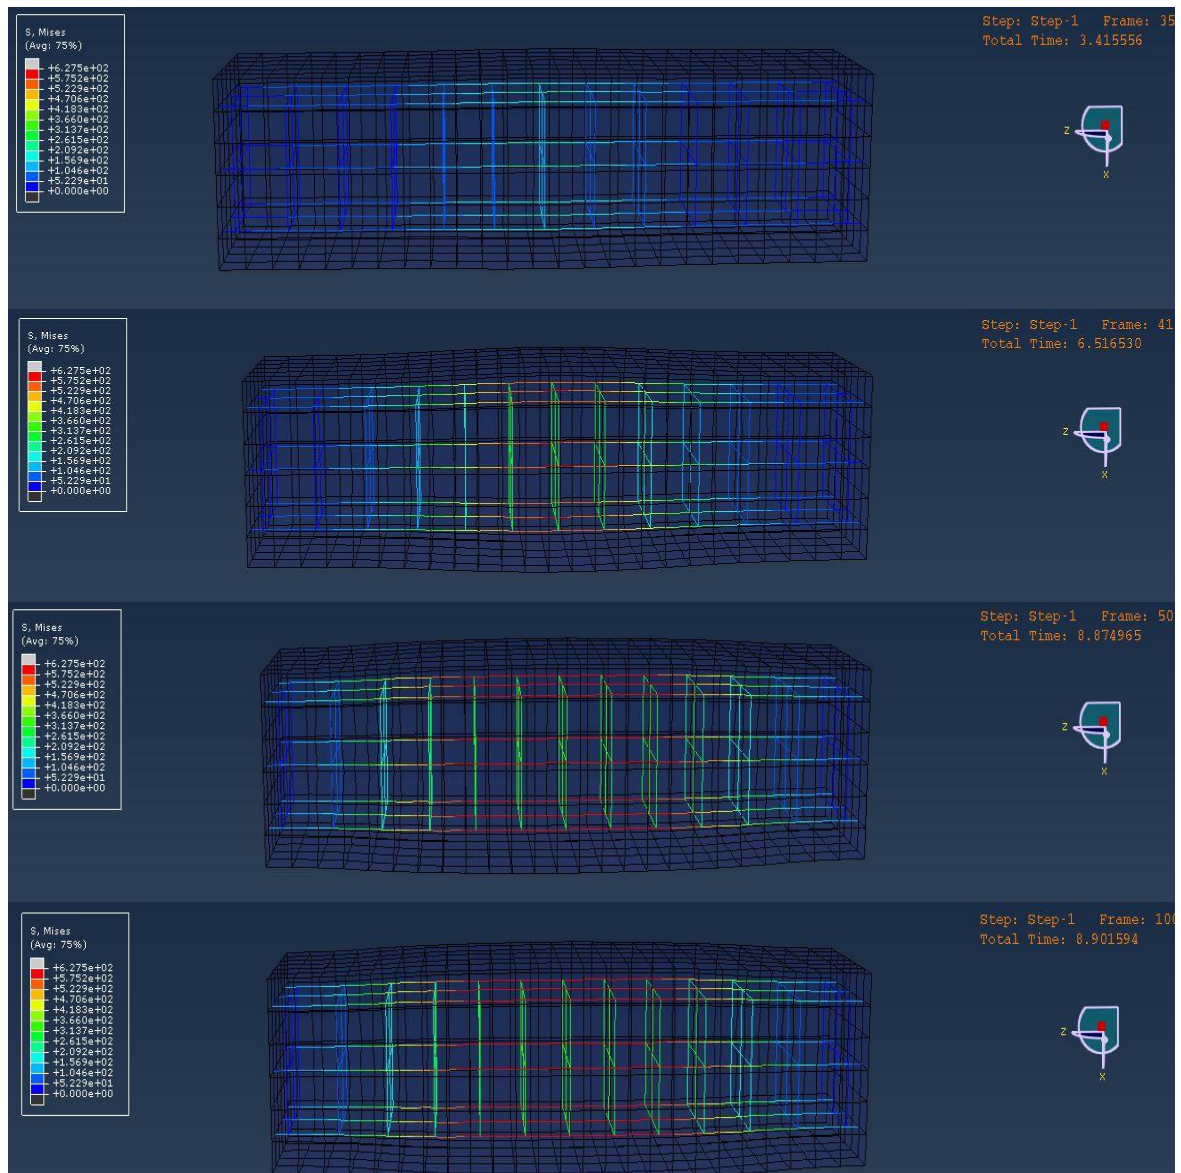 S, Mises
(Avg: 75%)
+6.275e+02
+5.752e+02
+5.229e+02
+4.706e+02
+4.183e+02
+3.660e+02
+3.137e+02
+2.615e+02
+2.092e+02
+1.569e+02
+1.046e+02
+5.229e+01
+0.000e+00
Step: Step-1 Frame: 35
Total Time: 3.415556
Z
X
S, Mises
(Avg: 75%)
+6.275e+02
+5.752e+02
+5.229e+02
+4.706e+02
+4.183e+02
+3.660e+02
+3.137e+02
+2.615e+02
+2.092e+02
+1.569e+02
+1.046e+02
+5.229e+01
+0.000e+00
Step: Step-1 Frame: 41
Total Time: 6.516530
Z
X
S, Mises
(Avg: 75%)
+6.275e+02
+5.752e+02
+5.229e+02
+4.706e+02
+4.183e+02
+3.660e+02
+3.137e+02
+2.615e+02
+2.092e+02
+1.569e+02
+1.046e+02
+5.229e+01
+0.000e+00
Step: Step-1 Frame: 50
Total Time: 8.874965
Z
X
S, Mises
(Avg: 75%)
+6.275e+02
+5.752e+02
+5.229e+02
+4.706e+02
+4.183e+02
+3.660e+02
+3.137e+02
+2.615e+02
+2.092e+02
+1.569e+02
+1.046e+02
+5.229e+01
+0.000e+00
Step: Step-1 Frame: 100
Total Time: 8.901594
Z
X